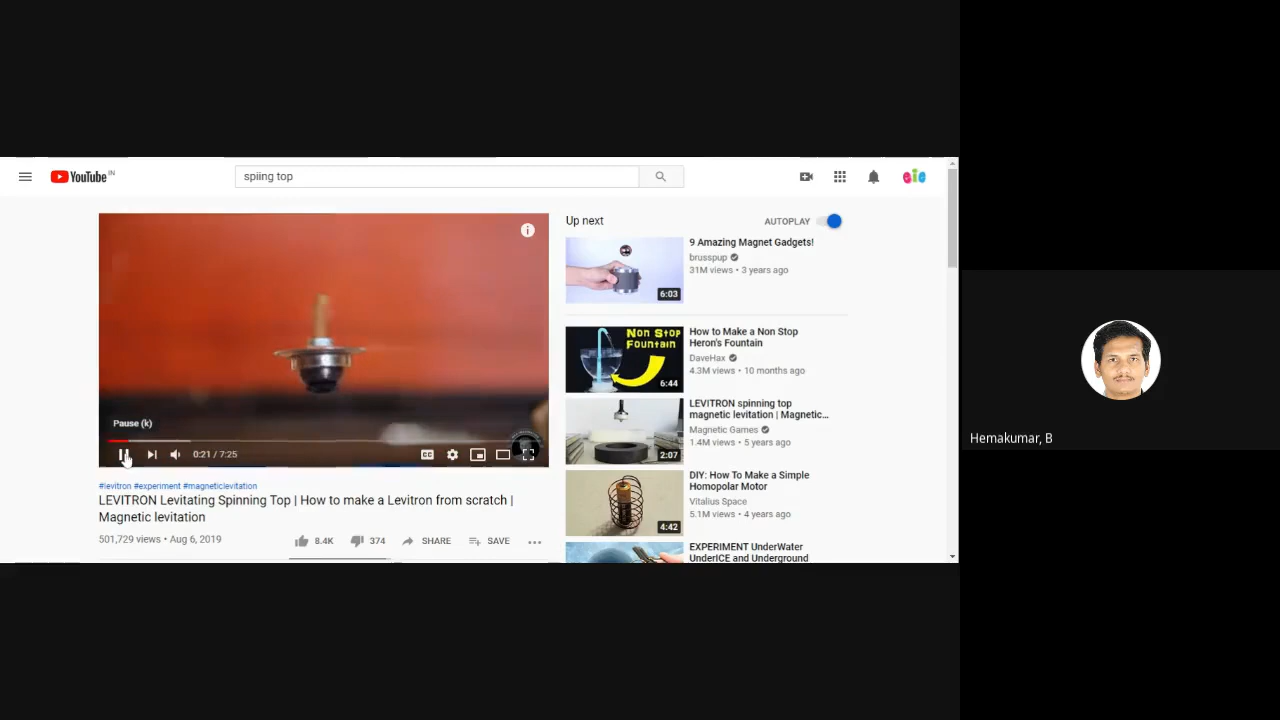 YouTube IN
spiing top
Pause (k)
0:21 / 7:25
#levitron #experiment #magneticlevitation
LEVITRON Levitating Spinning Top | How to make a Levitron from scratch |
Magnetic levitation
501,729 views • Aug 6, 2019
8.4K
374
SHARE
SAVE
Up next
AUTOPLAY
6:03
9 Amazing Magnet Gadgets!
brusspup
31M views • 3 years ago
Non Stop
Fountain
6:44
How to Make a Non Stop
Heron's Fountain
DaveHax
4.3M views • 10 months ago
2:07
LEVITRON spinning top
magnetic levitation | Magnetic...
Magnetic Games
1.4M views • 5 years ago
4:42
DIY: How To Make a Simple
Homopolar Motor
Vitalius Space
5.1M views • 4 years ago
EXPERIMENT UnderWater
UnderICE and Underground
Hemakumar, B